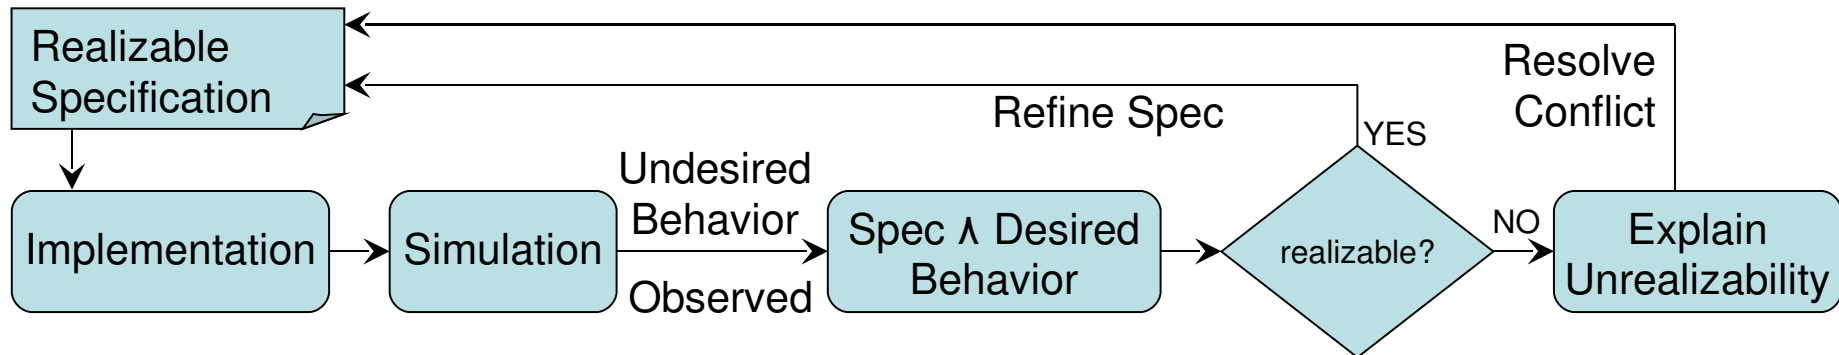 Realizable
Specification
Resolve
Conflict
Refine Spec
YES
Undesired
Behavior
Observed
Implementation
Simulation
Spec ∧ Desired
Behavior
realizable?
NO
Explain
Unrealizability